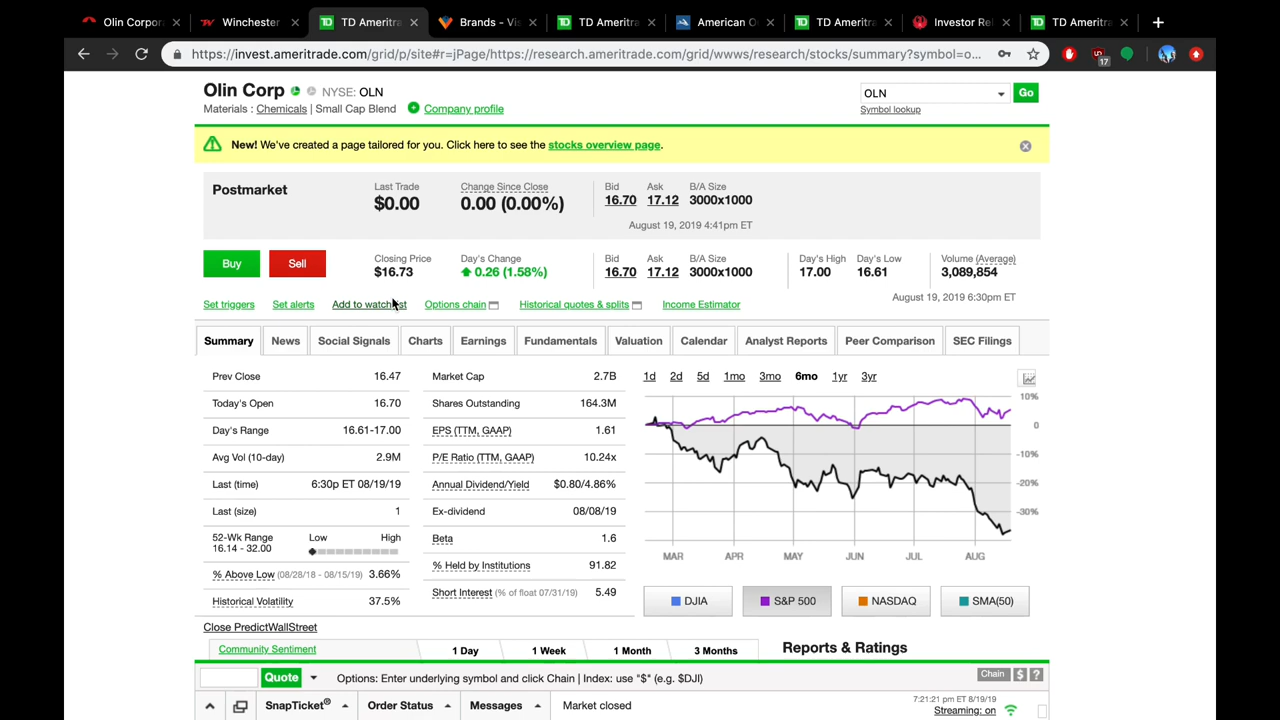 Olin Corpora
Winchester
TD Ameritra
Brands - Vis
TD Ameritra
American O
TD Ameritra
Investor Rel
TD Ameritra
https://invest.ameritrade.com/grid/p/site#r=jPage/https://research.ameritrade.com/grid/wwws/research/stocks/summary?symbol=o...
17
Olin Corp NYSE: OLN
OLN
Go
Materials : Chemicals | Small Cap Blend Company profile
Symbol lookup
New! We've created a page tailored for you. Click here to see the stocks overview page.
Postmarket
Last Trade
$0.00
Change Since Close
0.00 (0.00%)
Bid
16.70
Ask
17.12
B/A Size
3000x1000
August 19, 2019 4:41pm ET
Buy
Sell
Closing Price
$16.73
Day's Change
0.26 (1.58%)
Bid
16.70
Ask
17.12
B/A Size
3000x1000
Day's High
17.00
Day's Low
16.61
Volume (Average)
3,089,854
August 19, 2019 6:30pm ET
Set triggers Set alerts Add to watchlist Options chain Historical quotes & splits Income Estimator
Summary News Social Signals Charts Earnings Fundamentals Valuation Calendar Analyst Reports Peer Comparison SEC Filings
Prev Close 16.47
Today's Open 16.70
Day's Range 16.61-17.00
Avg Vol (10-day) 2.9M
Last (time) 6:30p ET 08/19/19
Last (size) 1
52-Wk Range Low High
16.14 - 32.00
% Above Low (08/28/18 - 08/15/19) 3.66%
Historical Volatility 37.5%
Market Cap 2.7B
Shares Outstanding 164.3M
EPS (TTM, GAAP) 1.61
P/E Ratio (TTM, GAAP) 10.24x
Annual Dividend/Yield $0.80/4.86%
Ex-dividend 08/08/19
Beta 1.6
% Held by Institutions 91.82
Short Interest (% of float 07/31/19) 5.49
1d 2d 5d 1mo 3mo 6mo 1yr 3yr
10%
0
-10%
-20%
-30%
MAR APR MAY JUN JUL AUG
DJIA S&P 500 NASDAQ SMA(50)
Close PredictWallStreet
Community Sentiment 1 Day 1 Week 1 Month 3 Months
Reports & Ratings
Quote Options: Enter underlying symbol and click Chain | Index: use "$" (e.g. $DJI)
Chain $ ?
SnapTicket® Order Status Messages Market closed
7:21:21 pm ET 8/19/19
Streaming: on